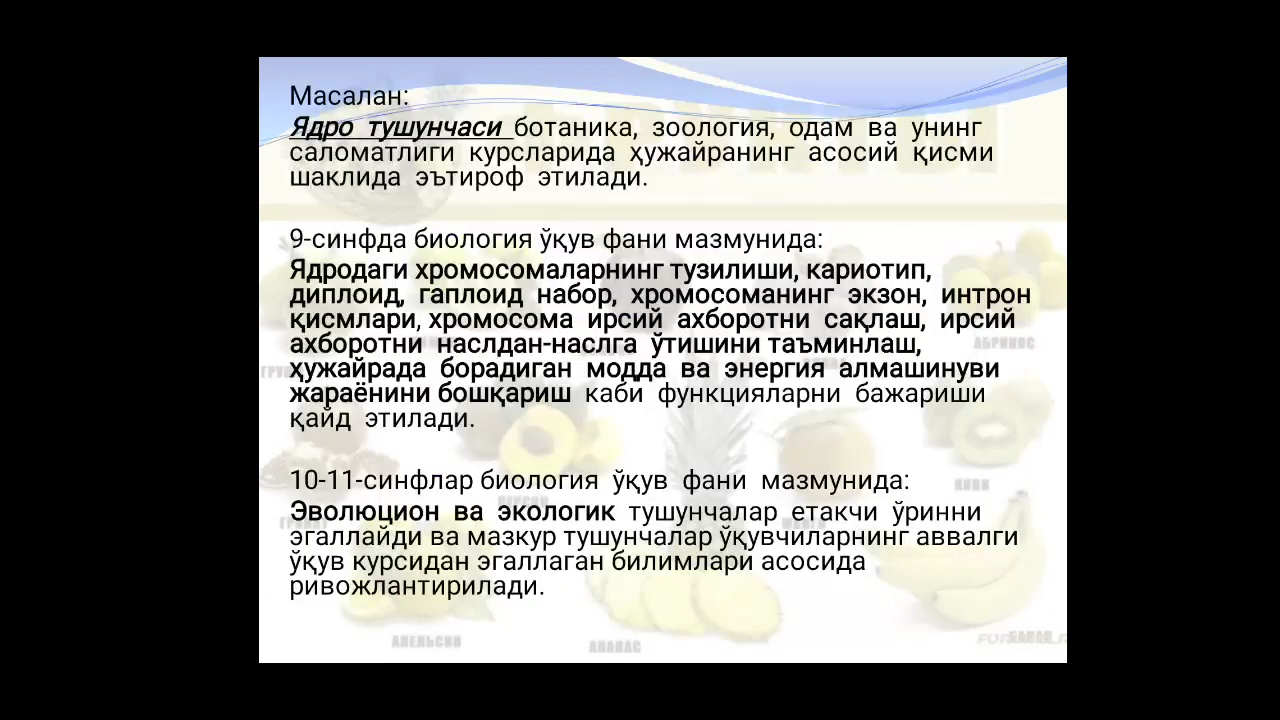 Масалан:
Ядро тушунчаси ботаника, зоология, одам ва унинг
саломатлиги курсларида ҳужайранинг асосий қисми
шаклида эътироф этилади.
9-синфда биология ўқув фани мазмунида:
Ядродаги хромосомаларнинг тузилиши, кариотип,
диплоид, гаплоид набор, хромосоманинг экзон, интрон
қисмлари, хромосома ирсий ахборотни сақлаш, ирсий
ахборотни наслдан-наслга ўтишини таъминлаш,
ҳужайрада борадиган модда ва энергия алмашинуви
жараёнини бошқариш каби функцияларни бажариши
қайд этилади.
10-11-синфлар биология ўқув фани мазмунида:
Эволюцион ва экологик тушунчалар етакчи ўринни
эгаллайди ва мазкур тушунчалар ўқувчиларнинг аввалги
ўқув курсидан эгаллаган билимлари асосида
ривожлантирилади.
АБРИКОС
КИВИ
АПЕЛЬСИН
АНАНАС